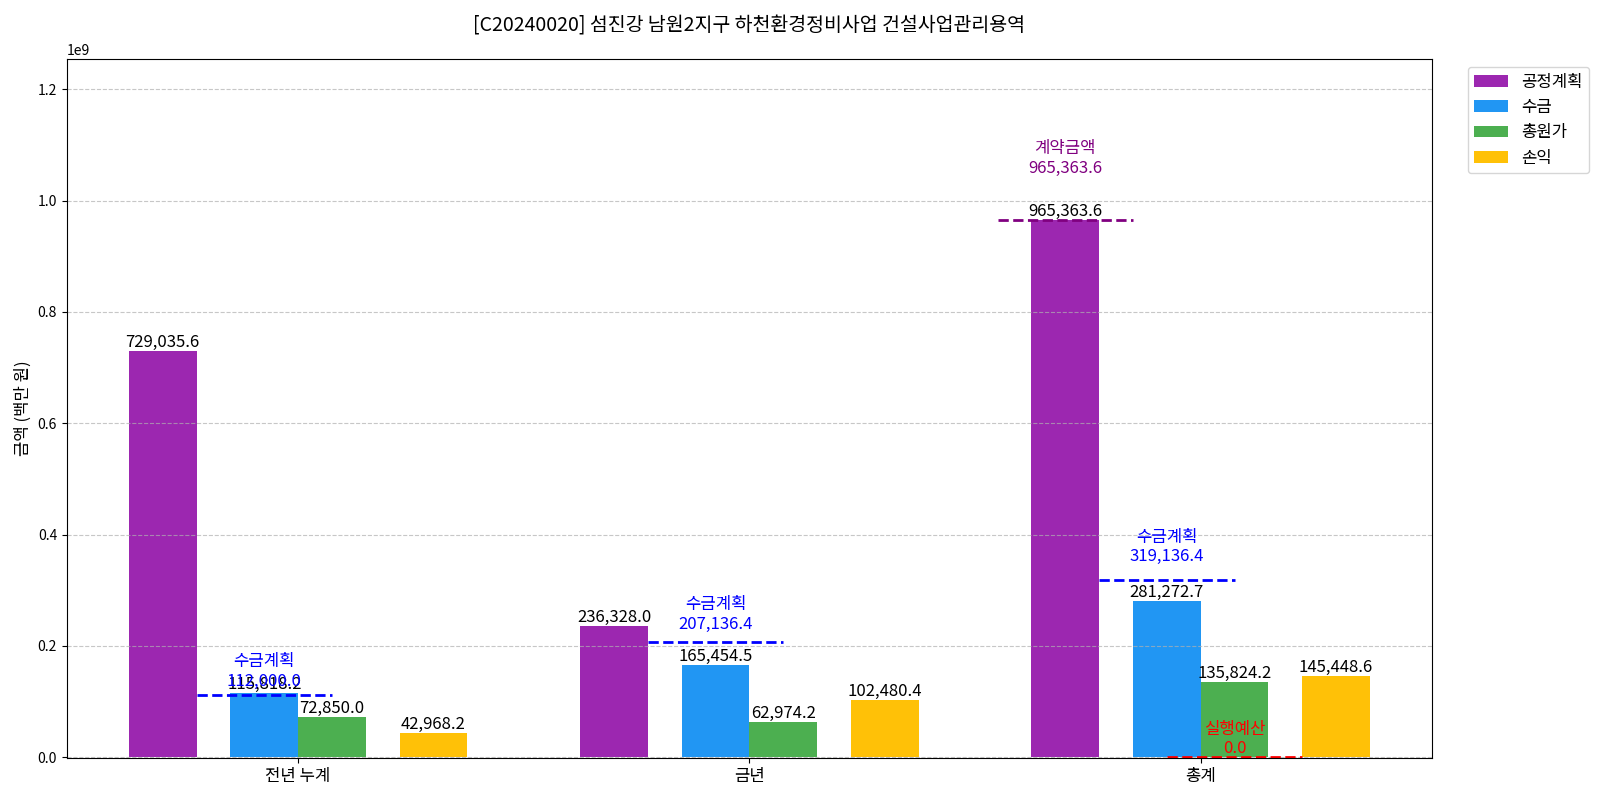 [C20240020] 섬진강 남원2지구 하천환경정비사업 건설사업관리용역
1e9
금액 (백만 원)
1.2
1.0
0.8
0.6
0.4
0.2
0.0
공정계획
수금
총원가
손익
729,035.6
수금계획
112,000.0
115,818.2
72,850.0
42,968.2
236,328.0
수금계획
207,136.4
165,454.5
62,974.2
102,480.4
계약금액
965,363.6
965,363.6
수금계획
319,136.4
281,272.7
135,824.2
145,448.6
실행예산
0.0
전년 누계
금년
총계